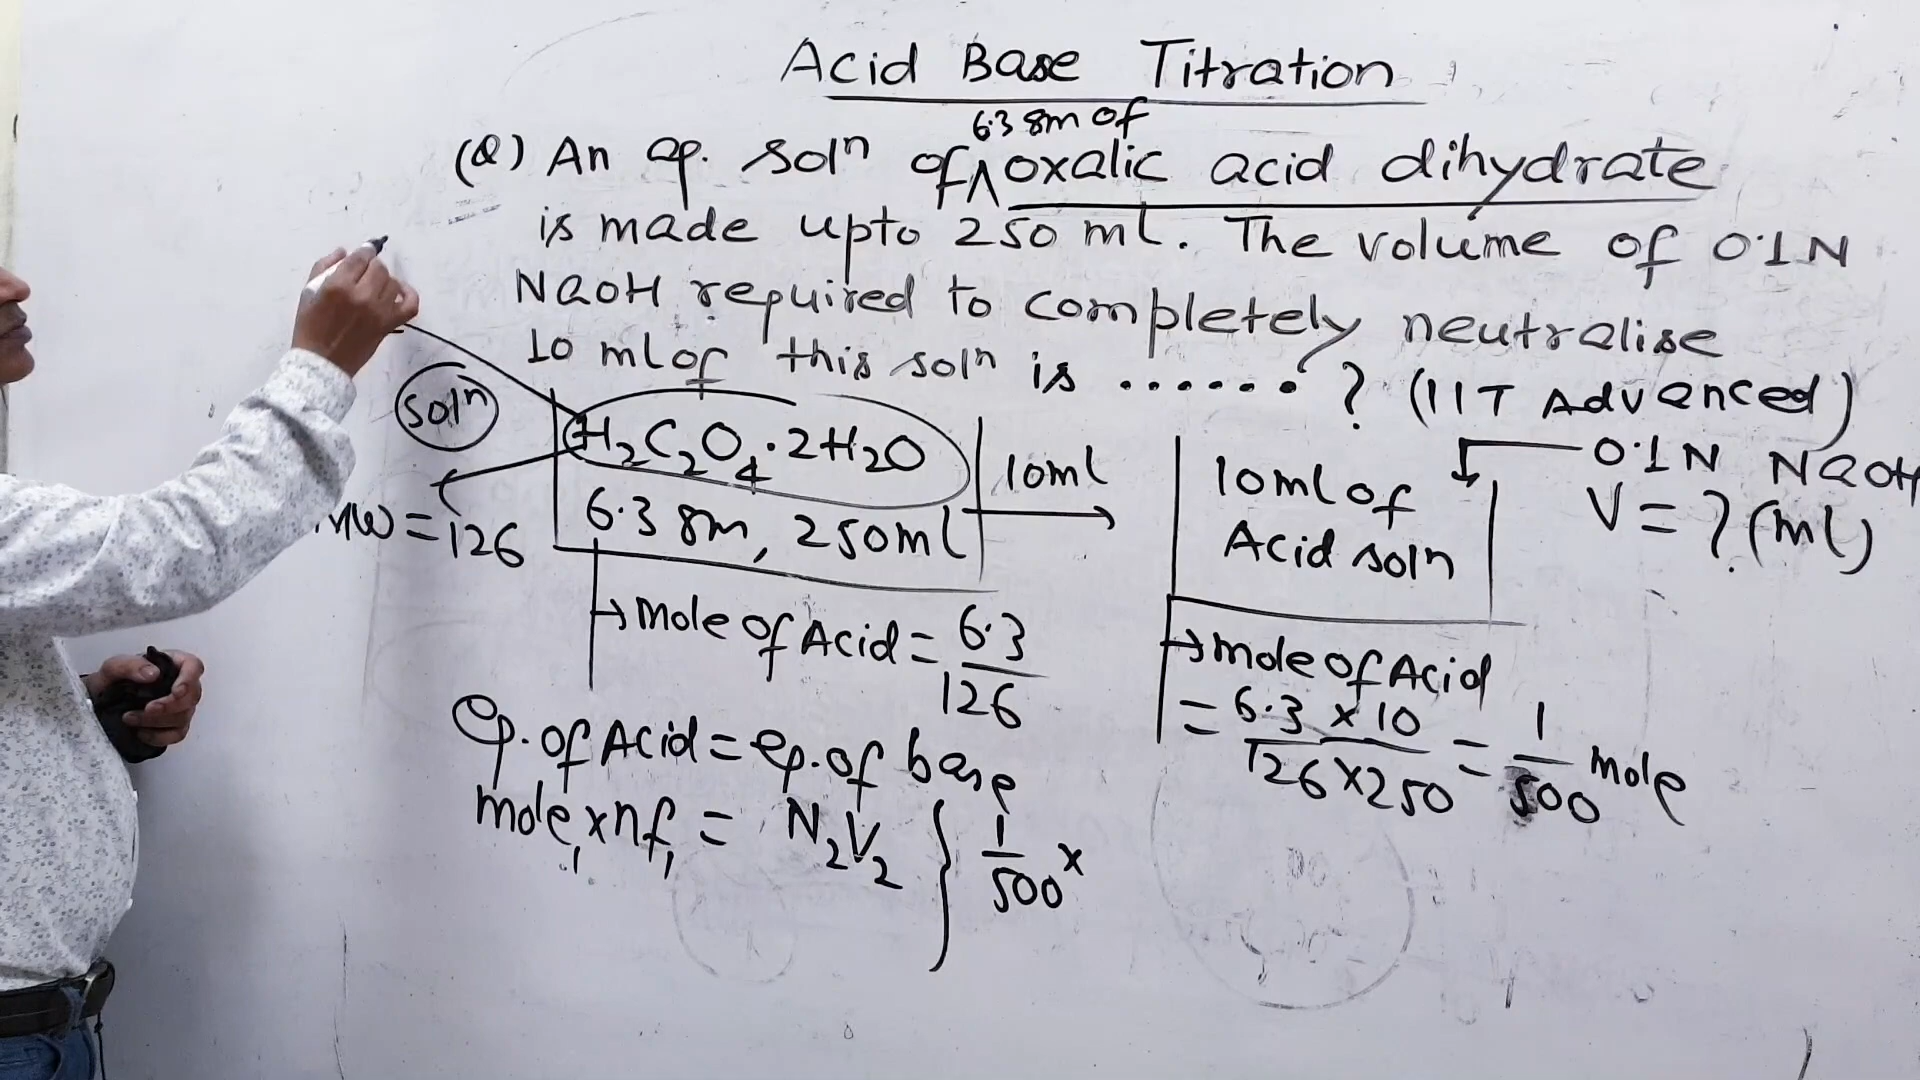 Acid Base Titration
6.3 gm of
(Q) An aq. solⁿ of ∧ oxalic acid dihydrate
is made upto 250 ml. The volume of 0.1N
NaOH required to completely neutralise
10 ml of this solⁿ is ......? (IIT Advanced)
solⁿ
H₂C₂O₄.2H₂O
6.3 gm, 250ml
MW = 126
10ml
10ml of
Acid soln
0.1N NaOH
V = ? (ml)
→ mole of Acid = 6.3/126
→ mole of Acid
= 6.3 × 10 / 126 × 250 = 1/500 mole
eq. of Acid = eq. of base
mole₁ × nf₁ = N₂V₂ } 1/500 ×